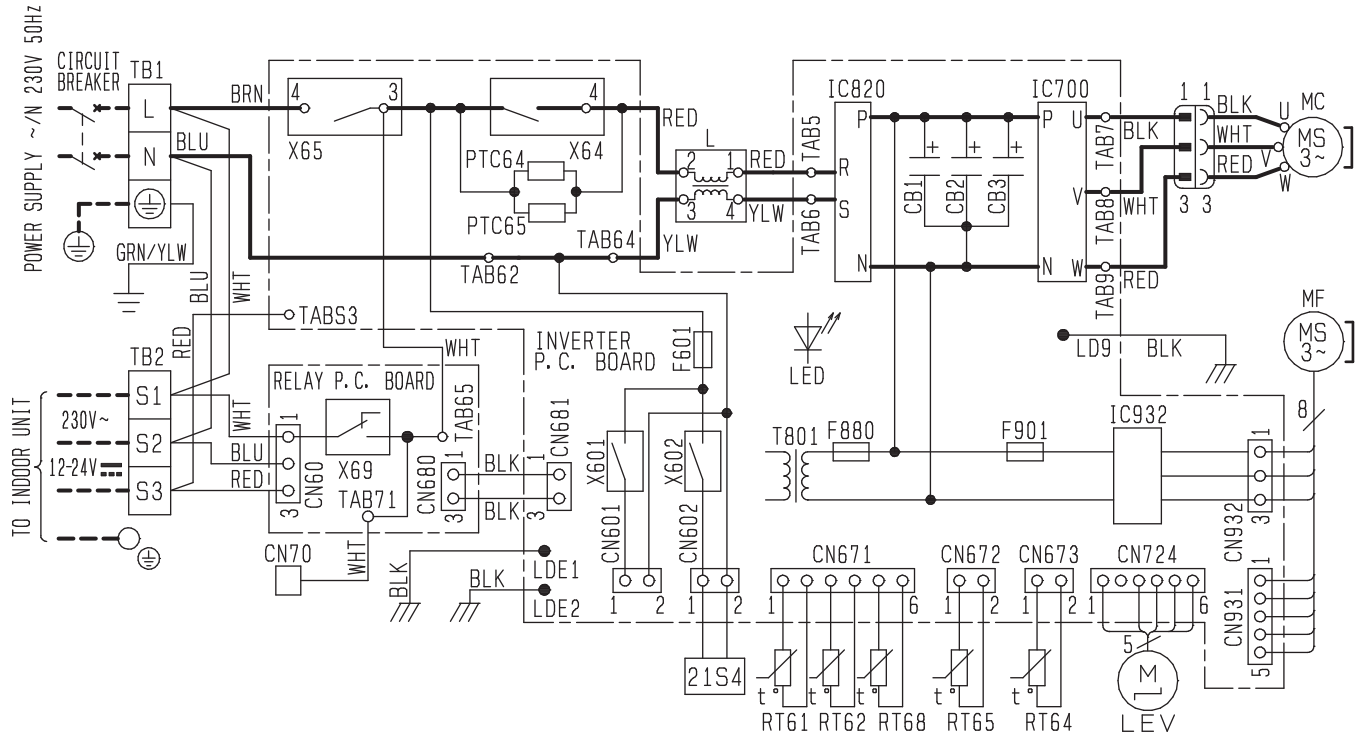 POWER SUPPLY ~/N 230V 50Hz
CIRCUIT
BREAKER
TB1
L
N
BRN
BLU
GRN/YLW
BLU
WHT
RED
4
3
X65
4
X64
PTC64
PTC65
TAB62
TAB64
RED
YLW
L
2
1
3
4
RED
YLW
TAB5
TAB6
IC820
P
R
S
N
CB1
CB2
CB3
+
+
+
IC700
P
U
V
N
W
TAB7
TAB8
TAB9
BLK
WHT
RED
1
1
3
3
BLK
WHT
RED
U
V
W
MC
MS
3~
MF
MS
3~
8
TABS3
INVERTER
P.C. BOARD
WHT
F601
LED
LD9
BLK
TB2
S1
S2
S3
TO INDOOR UNIT
230V~
12-24V
WHT
BLU
RED
RELAY P.C. BOARD
1
3
CN60
X69
TAB71
TAB65
CN680
1
3
BLK
BLK
CN681
1
3
CN70
WHT
BLK
BLK
LDE1
LDE2
X601
X602
CN601
CN602
1
2
1
2
21S4
T801
F880
F901
IC932
1
3
CN932
CN931
1
5
CN671
1
6
CN672
1
2
CN673
1
2
CN724
1
6
5
M
LEV
t°
t°
t°
t°
t°
RT61
RT62
RT68
RT65
RT64